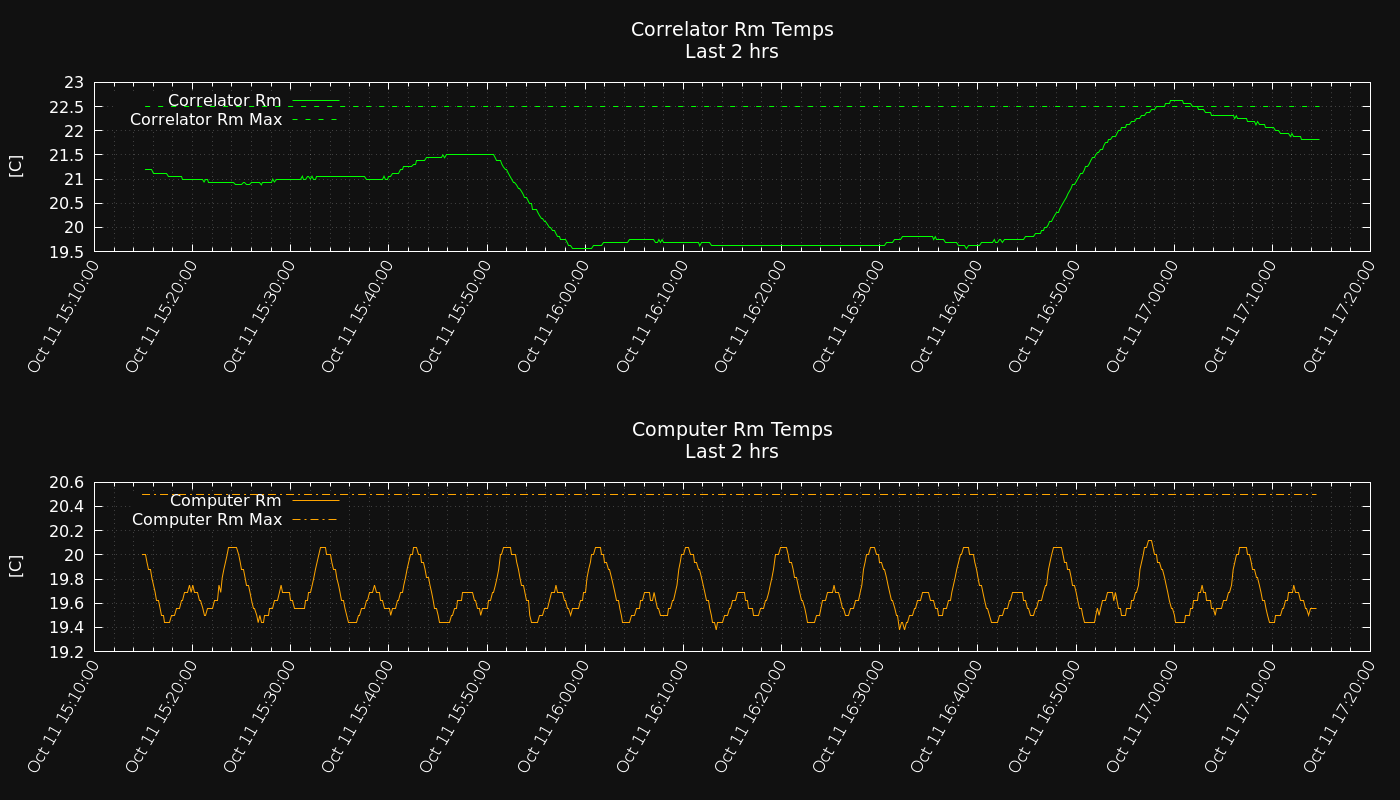 Correlator Rm Temps
Last 2 hrs
[C]
23
22.5
22
21.5
21
20.5
20
19.5
Correlator Rm
Correlator Rm Max
Oct 11 15:10:00
Oct 11 15:20:00
Oct 11 15:30:00
Oct 11 15:40:00
Oct 11 15:50:00
Oct 11 16:00:00
Oct 11 16:10:00
Oct 11 16:20:00
Oct 11 16:30:00
Oct 11 16:40:00
Oct 11 16:50:00
Oct 11 17:00:00
Oct 11 17:10:00
Oct 11 17:20:00
Computer Rm Temps
Last 2 hrs
[C]
20.6
20.4
20.2
20
19.8
19.6
19.4
19.2
Computer Rm
Computer Rm Max
Oct 11 15:10:00
Oct 11 15:20:00
Oct 11 15:30:00
Oct 11 15:40:00
Oct 11 15:50:00
Oct 11 16:00:00
Oct 11 16:10:00
Oct 11 16:20:00
Oct 11 16:30:00
Oct 11 16:40:00
Oct 11 16:50:00
Oct 11 17:00:00
Oct 11 17:10:00
Oct 11 17:20:00